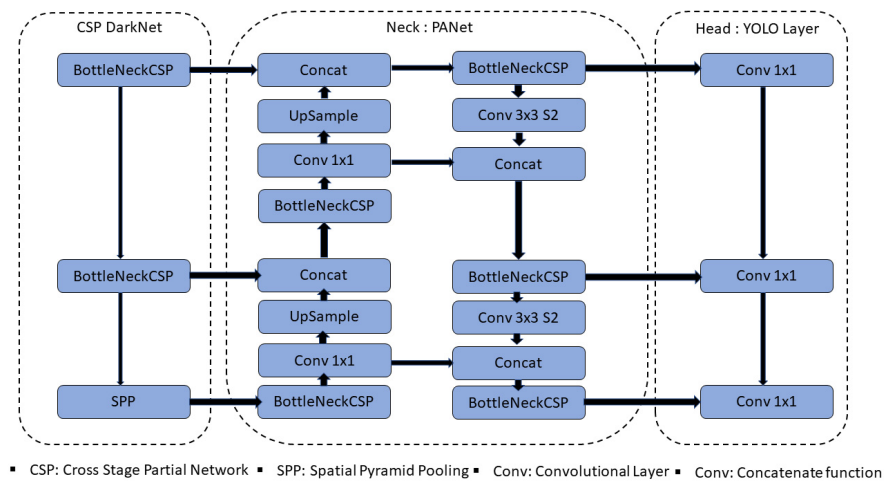 CSP DarkNet
BottleNeckCSP
BottleNeckCSP
SPP
Neck : PANet
Concat
UpSample
Conv 1x1
BottleNeckCSP
Concat
UpSample
Conv 1x1
BottleNeckCSP
BottleNeckCSP
Conv 3x3 S2
Concat
BottleNeckCSP
Conv 3x3 S2
Concat
BottleNeckCSP
Head : YOLO Layer
Conv 1x1
Conv 1x1
Conv 1x1
▪ CSP: Cross Stage Partial Network ▪ SPP: Spatial Pyramid Pooling ▪ Conv: Convolutional Layer ▪ Conv: Concatenate function